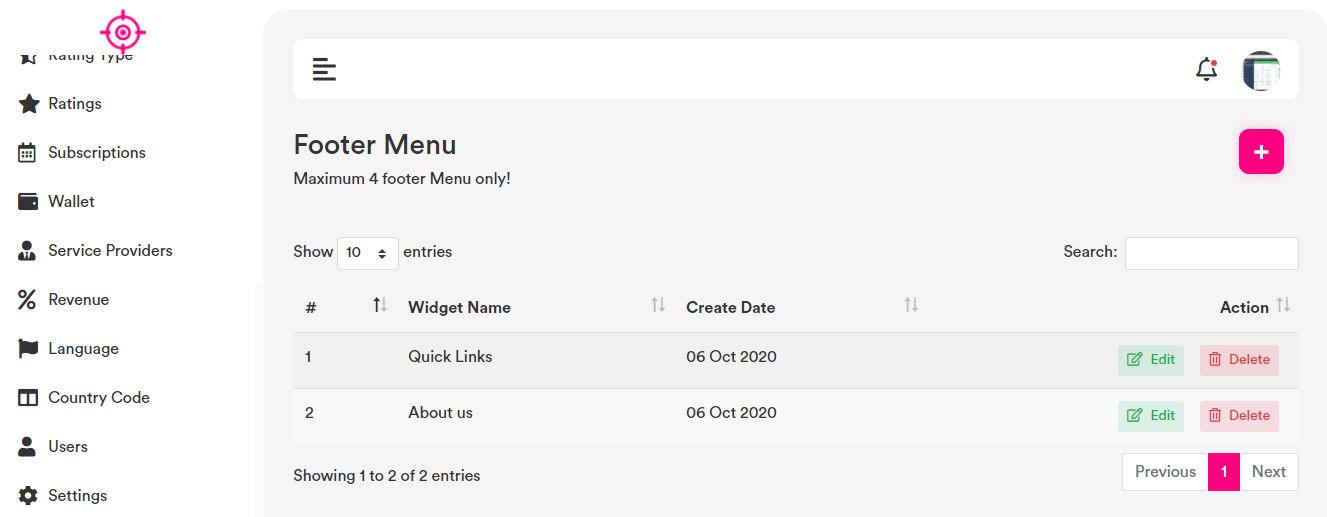 Rating Type
Ratings
Subscriptions
Wallet
Service Providers
Revenue
Language
Country Code
Users
Settings
Footer Menu
Maximum 4 footer Menu only!
Show 10 entries
Search:
# Widget Name Create Date Action
1 Quick Links 06 Oct 2020 Edit Delete
2 About us 06 Oct 2020 Edit Delete
Showing 1 to 2 of 2 entries
Previous 1 Next